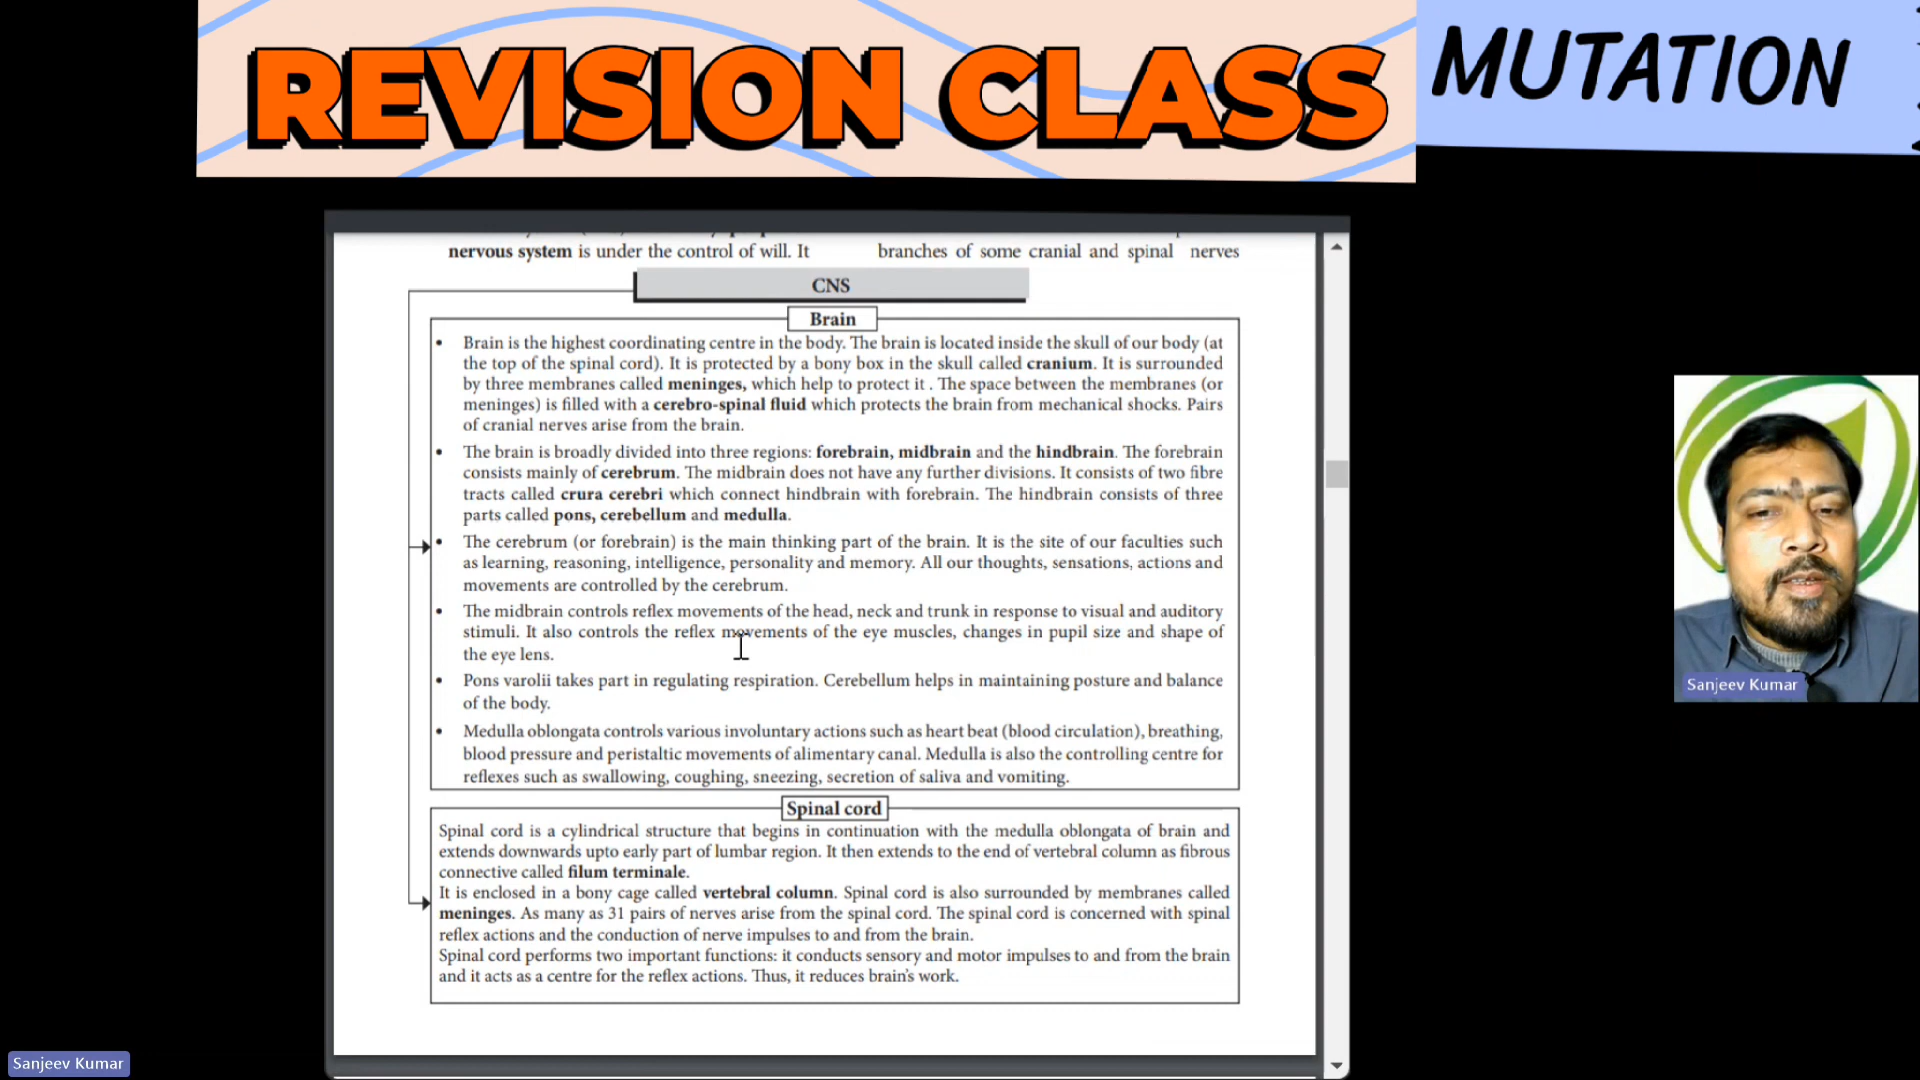 REVISION CLASS
MUTATION
nervous system is under the control of will. It
branches of some cranial and spinal nerves
CNS
Brain
• Brain is the highest coordinating centre in the body. The brain is located inside the skull of our body (at
the top of the spinal cord). It is protected by a bony box in the skull called cranium. It is surrounded
by three membranes called meninges, which help to protect it . The space between the membranes (or
meninges) is filled with a cerebro-spinal fluid which protects the brain from mechanical shocks. Pairs
of cranial nerves arise from the brain.
• The brain is broadly divided into three regions: forebrain, midbrain and the hindbrain. The forebrain
consists mainly of cerebrum. The midbrain does not have any further divisions. It consists of two fibre
tracts called crura cerebri which connect hindbrain with forebrain. The hindbrain consists of three
parts called pons, cerebellum and medulla.
• The cerebrum (or forebrain) is the main thinking part of the brain. It is the site of our faculties such
as learning, reasoning, intelligence, personality and memory. All our thoughts, sensations, actions and
movements are controlled by the cerebrum.
• The midbrain controls reflex movements of the head, neck and trunk in response to visual and auditory
stimuli. It also controls the reflex movements of the eye muscles, changes in pupil size and shape of
the eye lens.
• Pons varolii takes part in regulating respiration. Cerebellum helps in maintaining posture and balance
of the body.
• Medulla oblongata controls various involuntary actions such as heart beat (blood circulation), breathing,
blood pressure and peristaltic movements of alimentary canal. Medulla is also the controlling centre for
reflexes such as swallowing, coughing, sneezing, secretion of saliva and vomiting.
Spinal cord
Spinal cord is a cylindrical structure that begins in continuation with the medulla oblongata of brain and
extends downwards upto early part of lumbar region. It then extends to the end of vertebral column as fibrous
connective called filum terminale.
It is enclosed in a bony cage called vertebral column. Spinal cord is also surrounded by membranes called
meninges. As many as 31 pairs of nerves arise from the spinal cord. The spinal cord is concerned with spinal
reflex actions and the conduction of nerve impulses to and from the brain.
Spinal cord performs two important functions: it conducts sensory and motor impulses to and from the brain
and it acts as a centre for the reflex actions. Thus, it reduces brain's work.
Sanjeev Kumar
Sanjeev Kumar